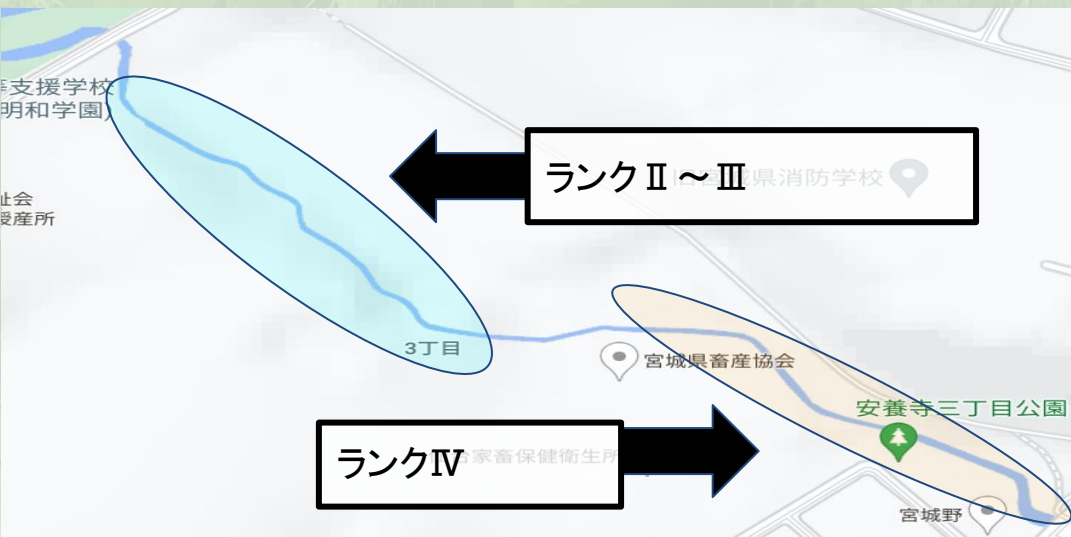 支援学校
明和学園)
ランクⅡ～Ⅲ
県消防学校
社会
授産所
3丁目
宮城県畜産協会
安養寺三丁目公園
ランクⅣ
家畜保健衛生所
宮城野